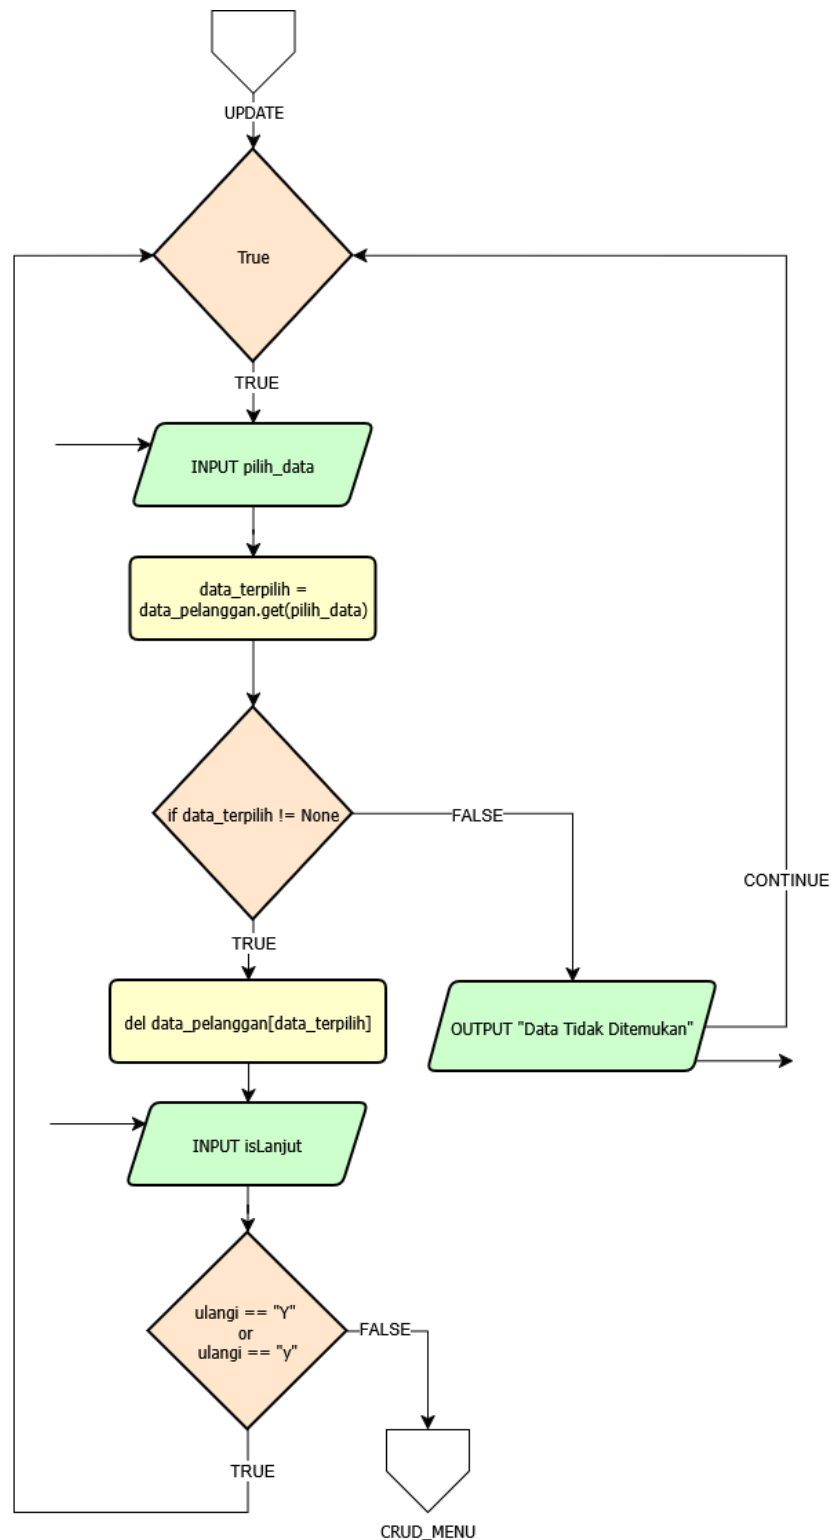 UPDATE
True
TRUE
INPUT pilih_data
data_terpilih =
data_pelanggan.get(pilih_data)
if data_terpilih != None
FALSE
CONTINUE
TRUE
del data_pelanggan[data_terpilih]
OUTPUT "Data Tidak Ditemukan"
INPUT isLanjut
ulangi == "Y"
or
ulangi == "y"
FALSE
TRUE
CRUD_MENU